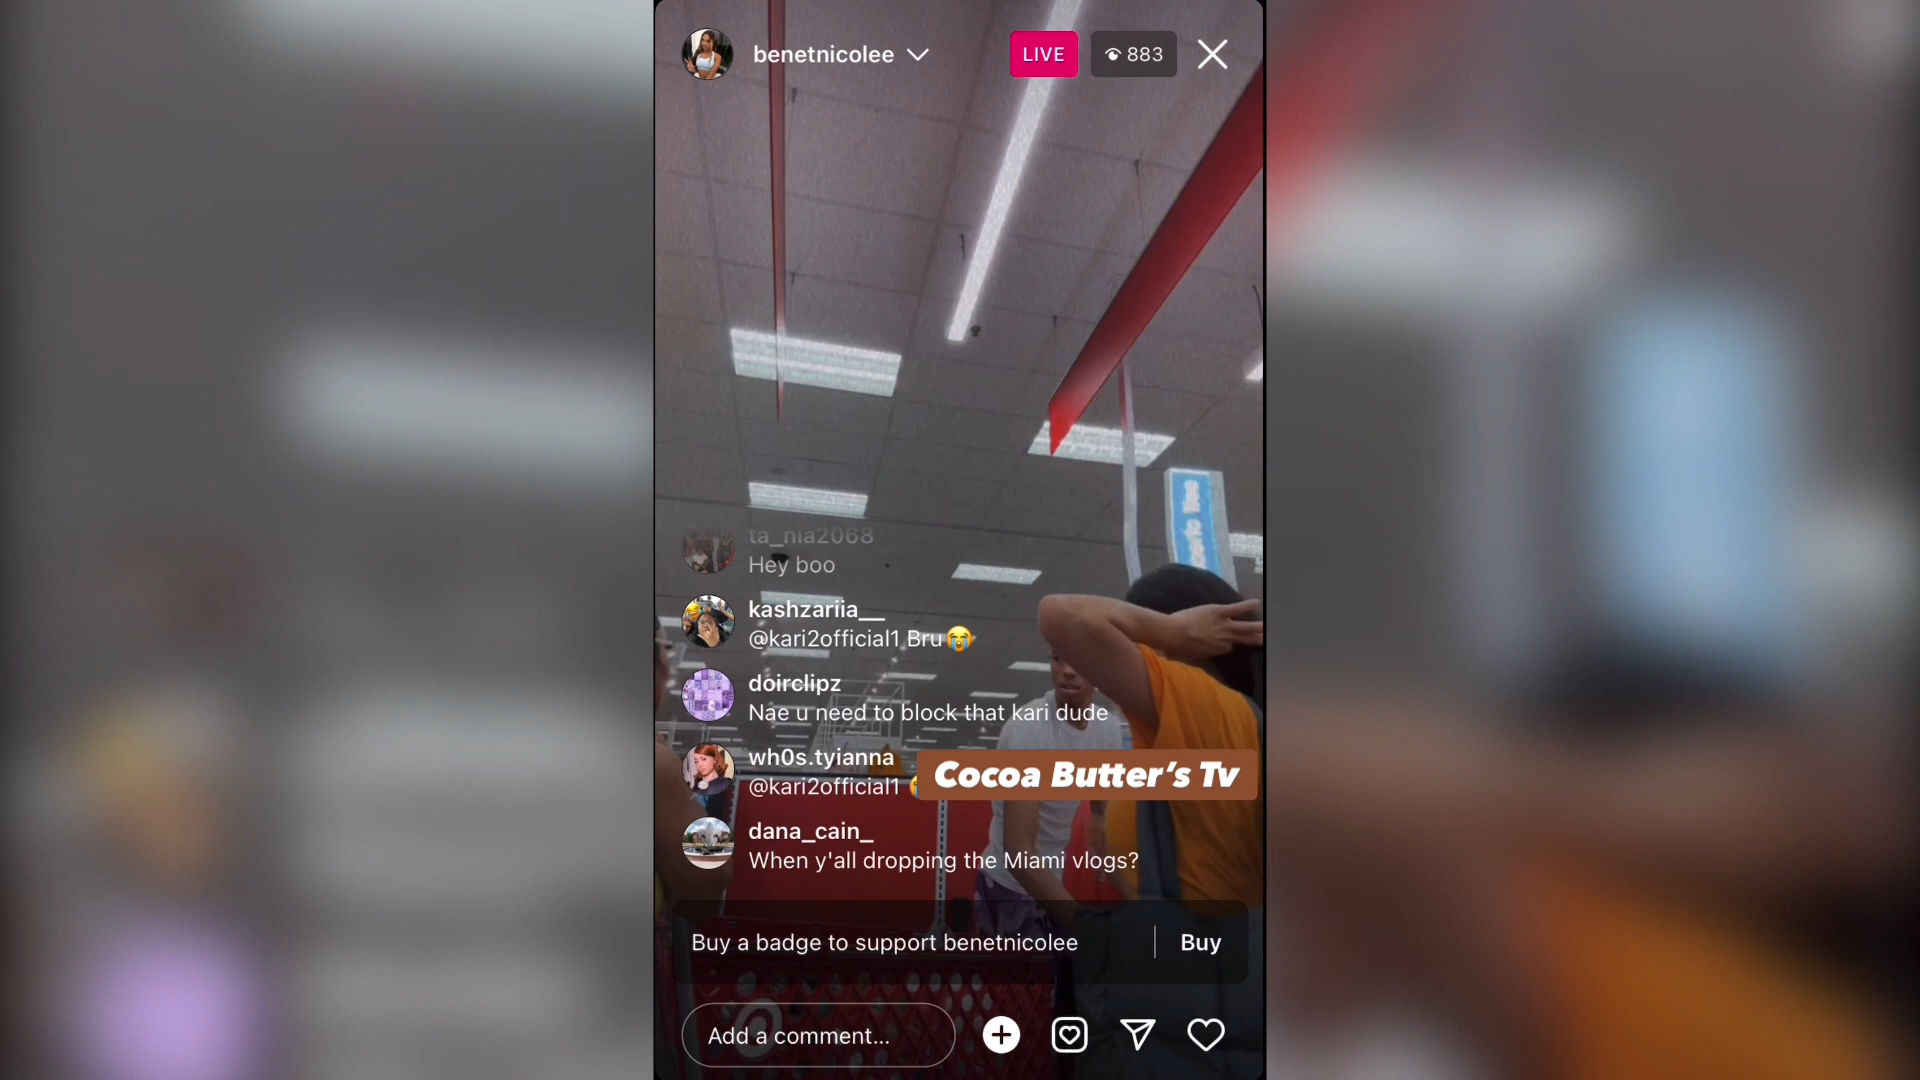 benetnicolee
LIVE
883
ta_nia2068
Hey boo
kashzariia__
@kari2official1 Bru😭
doirclipz
Nae u need to block that kari dude
wh0s.tyianna
@kari2official1
Cocoa Butter's Tv
dana_cain_
When y'all dropping the Miami vlogs?
Buy a badge to support benetnicolee
Buy
Add a comment...